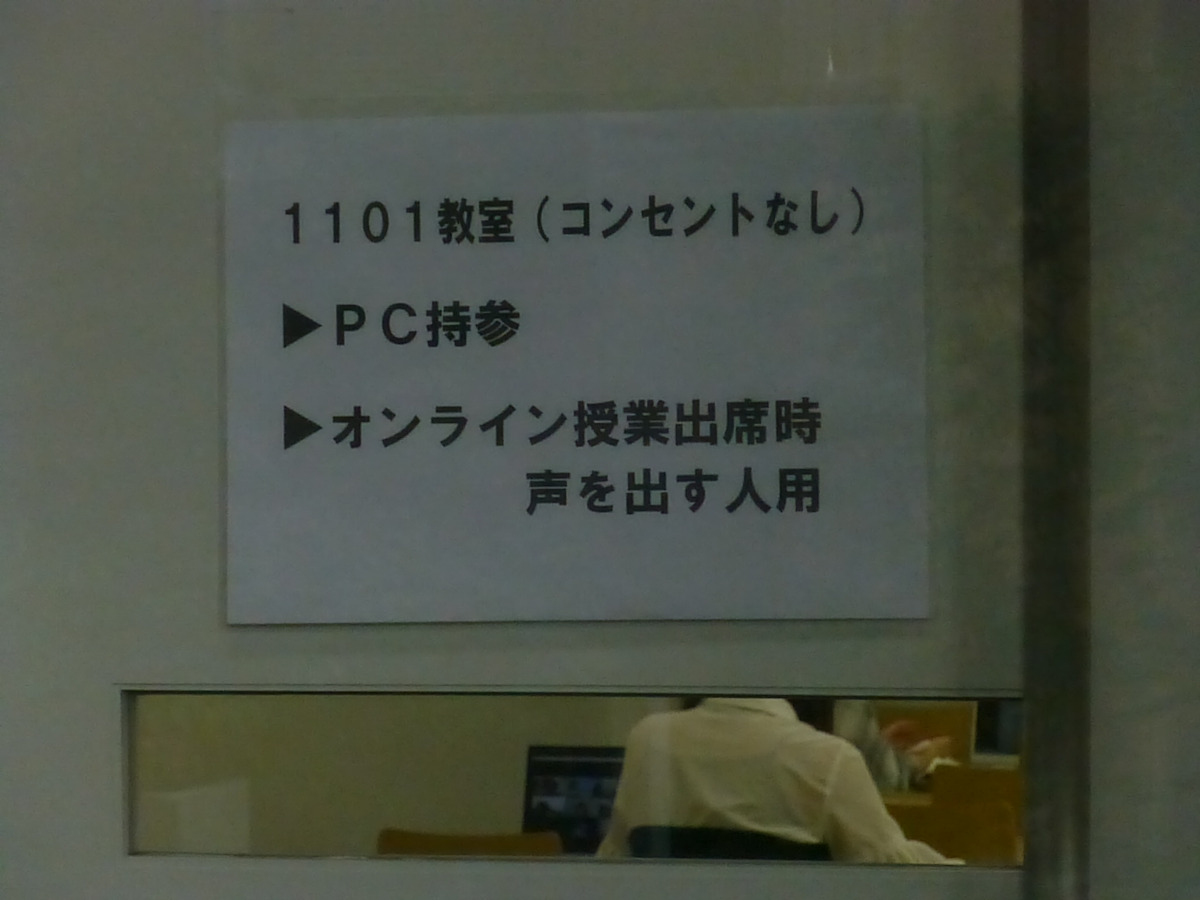 １１０１教室（コンセントなし）
▶ＰＣ持参
▶オンライン授業出席時
声を出す人用